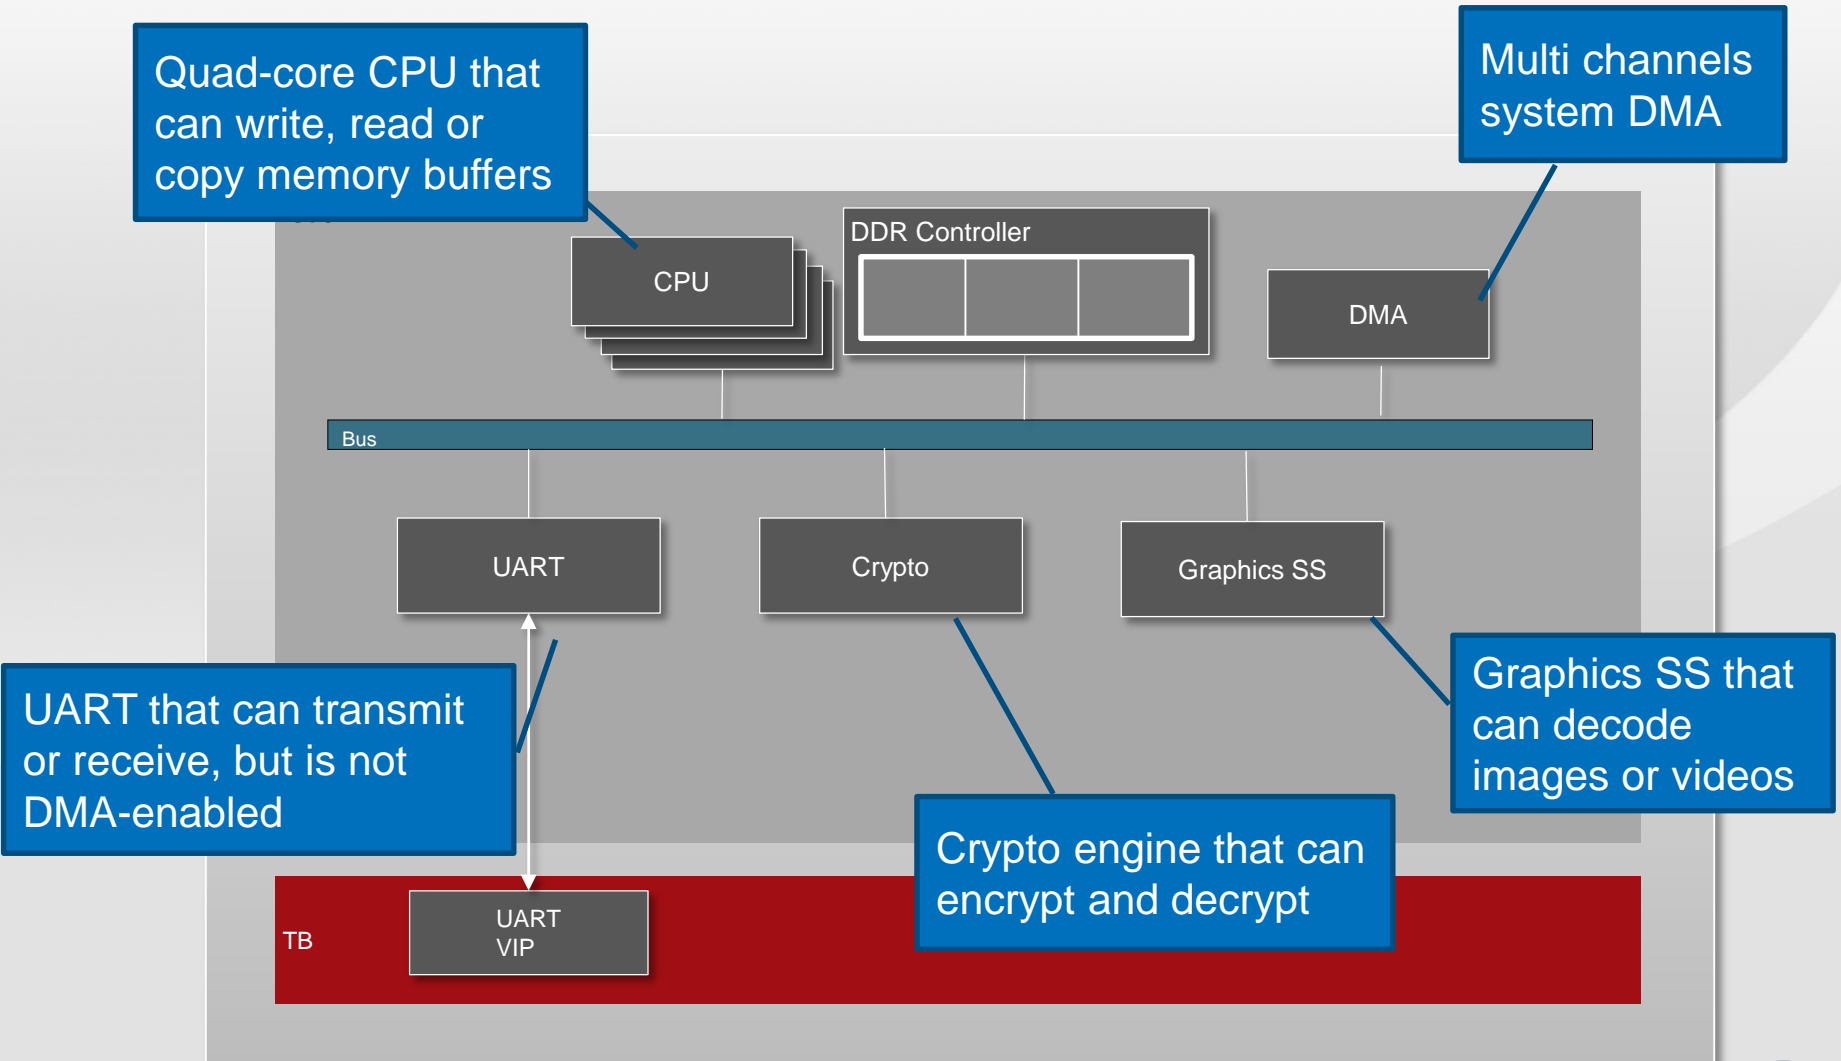 Quad-core CPU that
can write, read or
copy memory buffers
Multi channels
system DMA
DDR Controller
CPU
DMA
Bus
UART
Crypto
Graphics SS
UART that can transmit
or receive, but is not
DMA-enabled
Graphics SS that
can decode
images or videos
Crypto engine that can
encrypt and decrypt
TB
UART
VIP